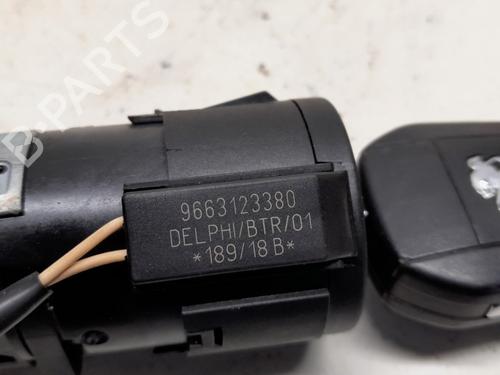 B-PARTS
9663123380
DELPHI/BTR/01
*189/18 B*